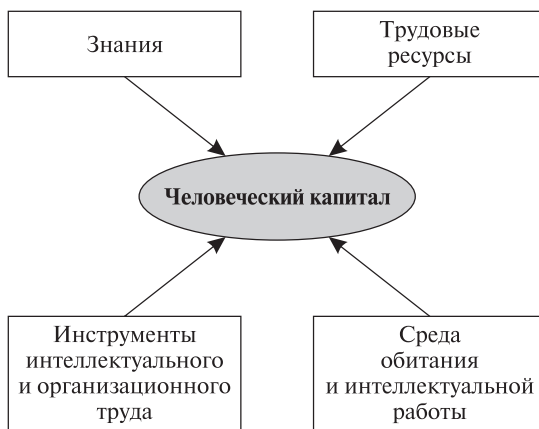 Знания
Трудовые
ресурсы
Человеческий капитал
Инструменты
интеллектуального
и организационного
труда
Среда
обитания
и интеллектуальной
работы